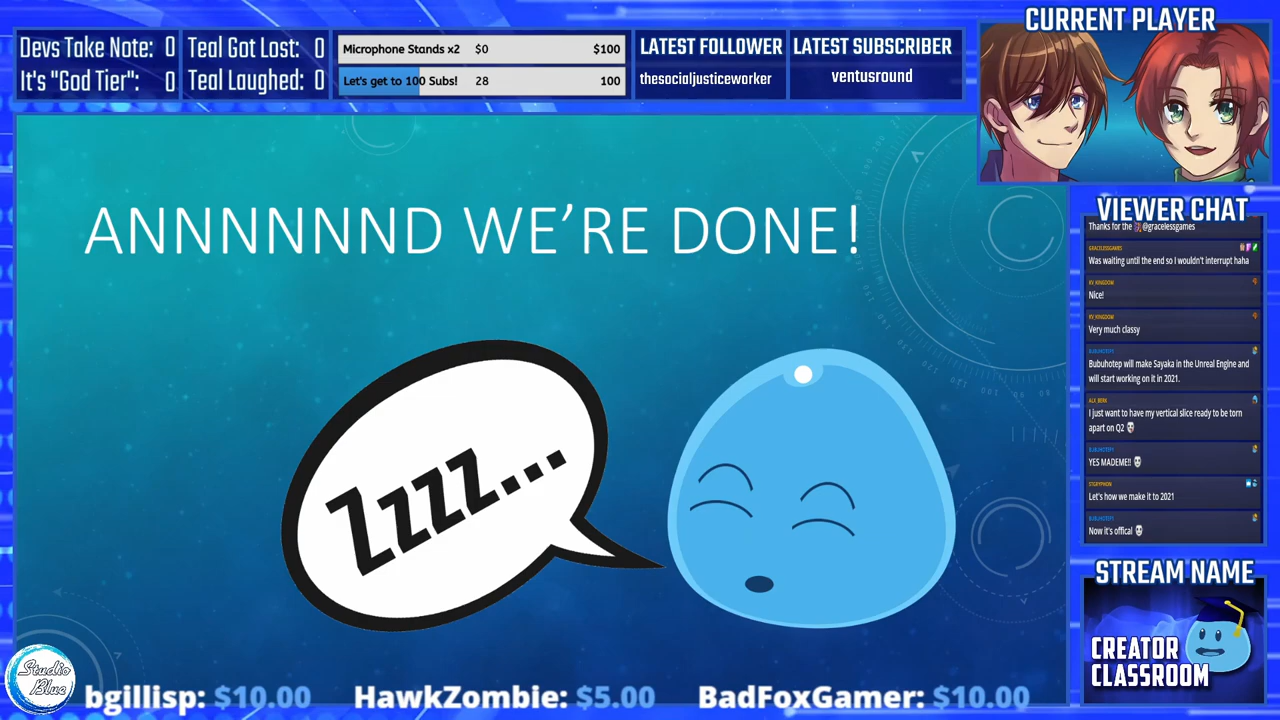 Devs Take Note: 0
Teal Got Lost: 0
It's "God Tier": 0
Teal Laughed: 0
Microphone Stands x2 $0 $100
Let's get to 100 Subs! 28 100
LATEST FOLLOWER
thesocialjusticeworker
LATEST SUBSCRIBER
ventusround
CURRENT PLAYER
ANNNNNNND WE’RE DONE!
Zzzz...
VIEWER CHAT
Thanks for the @gracelessgames
GRACELESSGAMES
Was waiting until the end so I wouldn't interrupt haha
KV_KINGDOM
Nice!
KV_KINGDOM
Very much classy
Bubuhotep will make Sayaka in the Unreal Engine and
will start working on it in 2021.
ALX_BERK
I just want to have my vertical slice ready to be torn
apart on Q2
YES MADEME!!
STGRYPHON
Let's how we make it to 2021
Now it's offical
STREAM NAME
CREATOR
CLASSROOM
Studio
Blue
bgillisp: $10.00 HawkZombie: $5.00 BadFoxGamer: $10.00